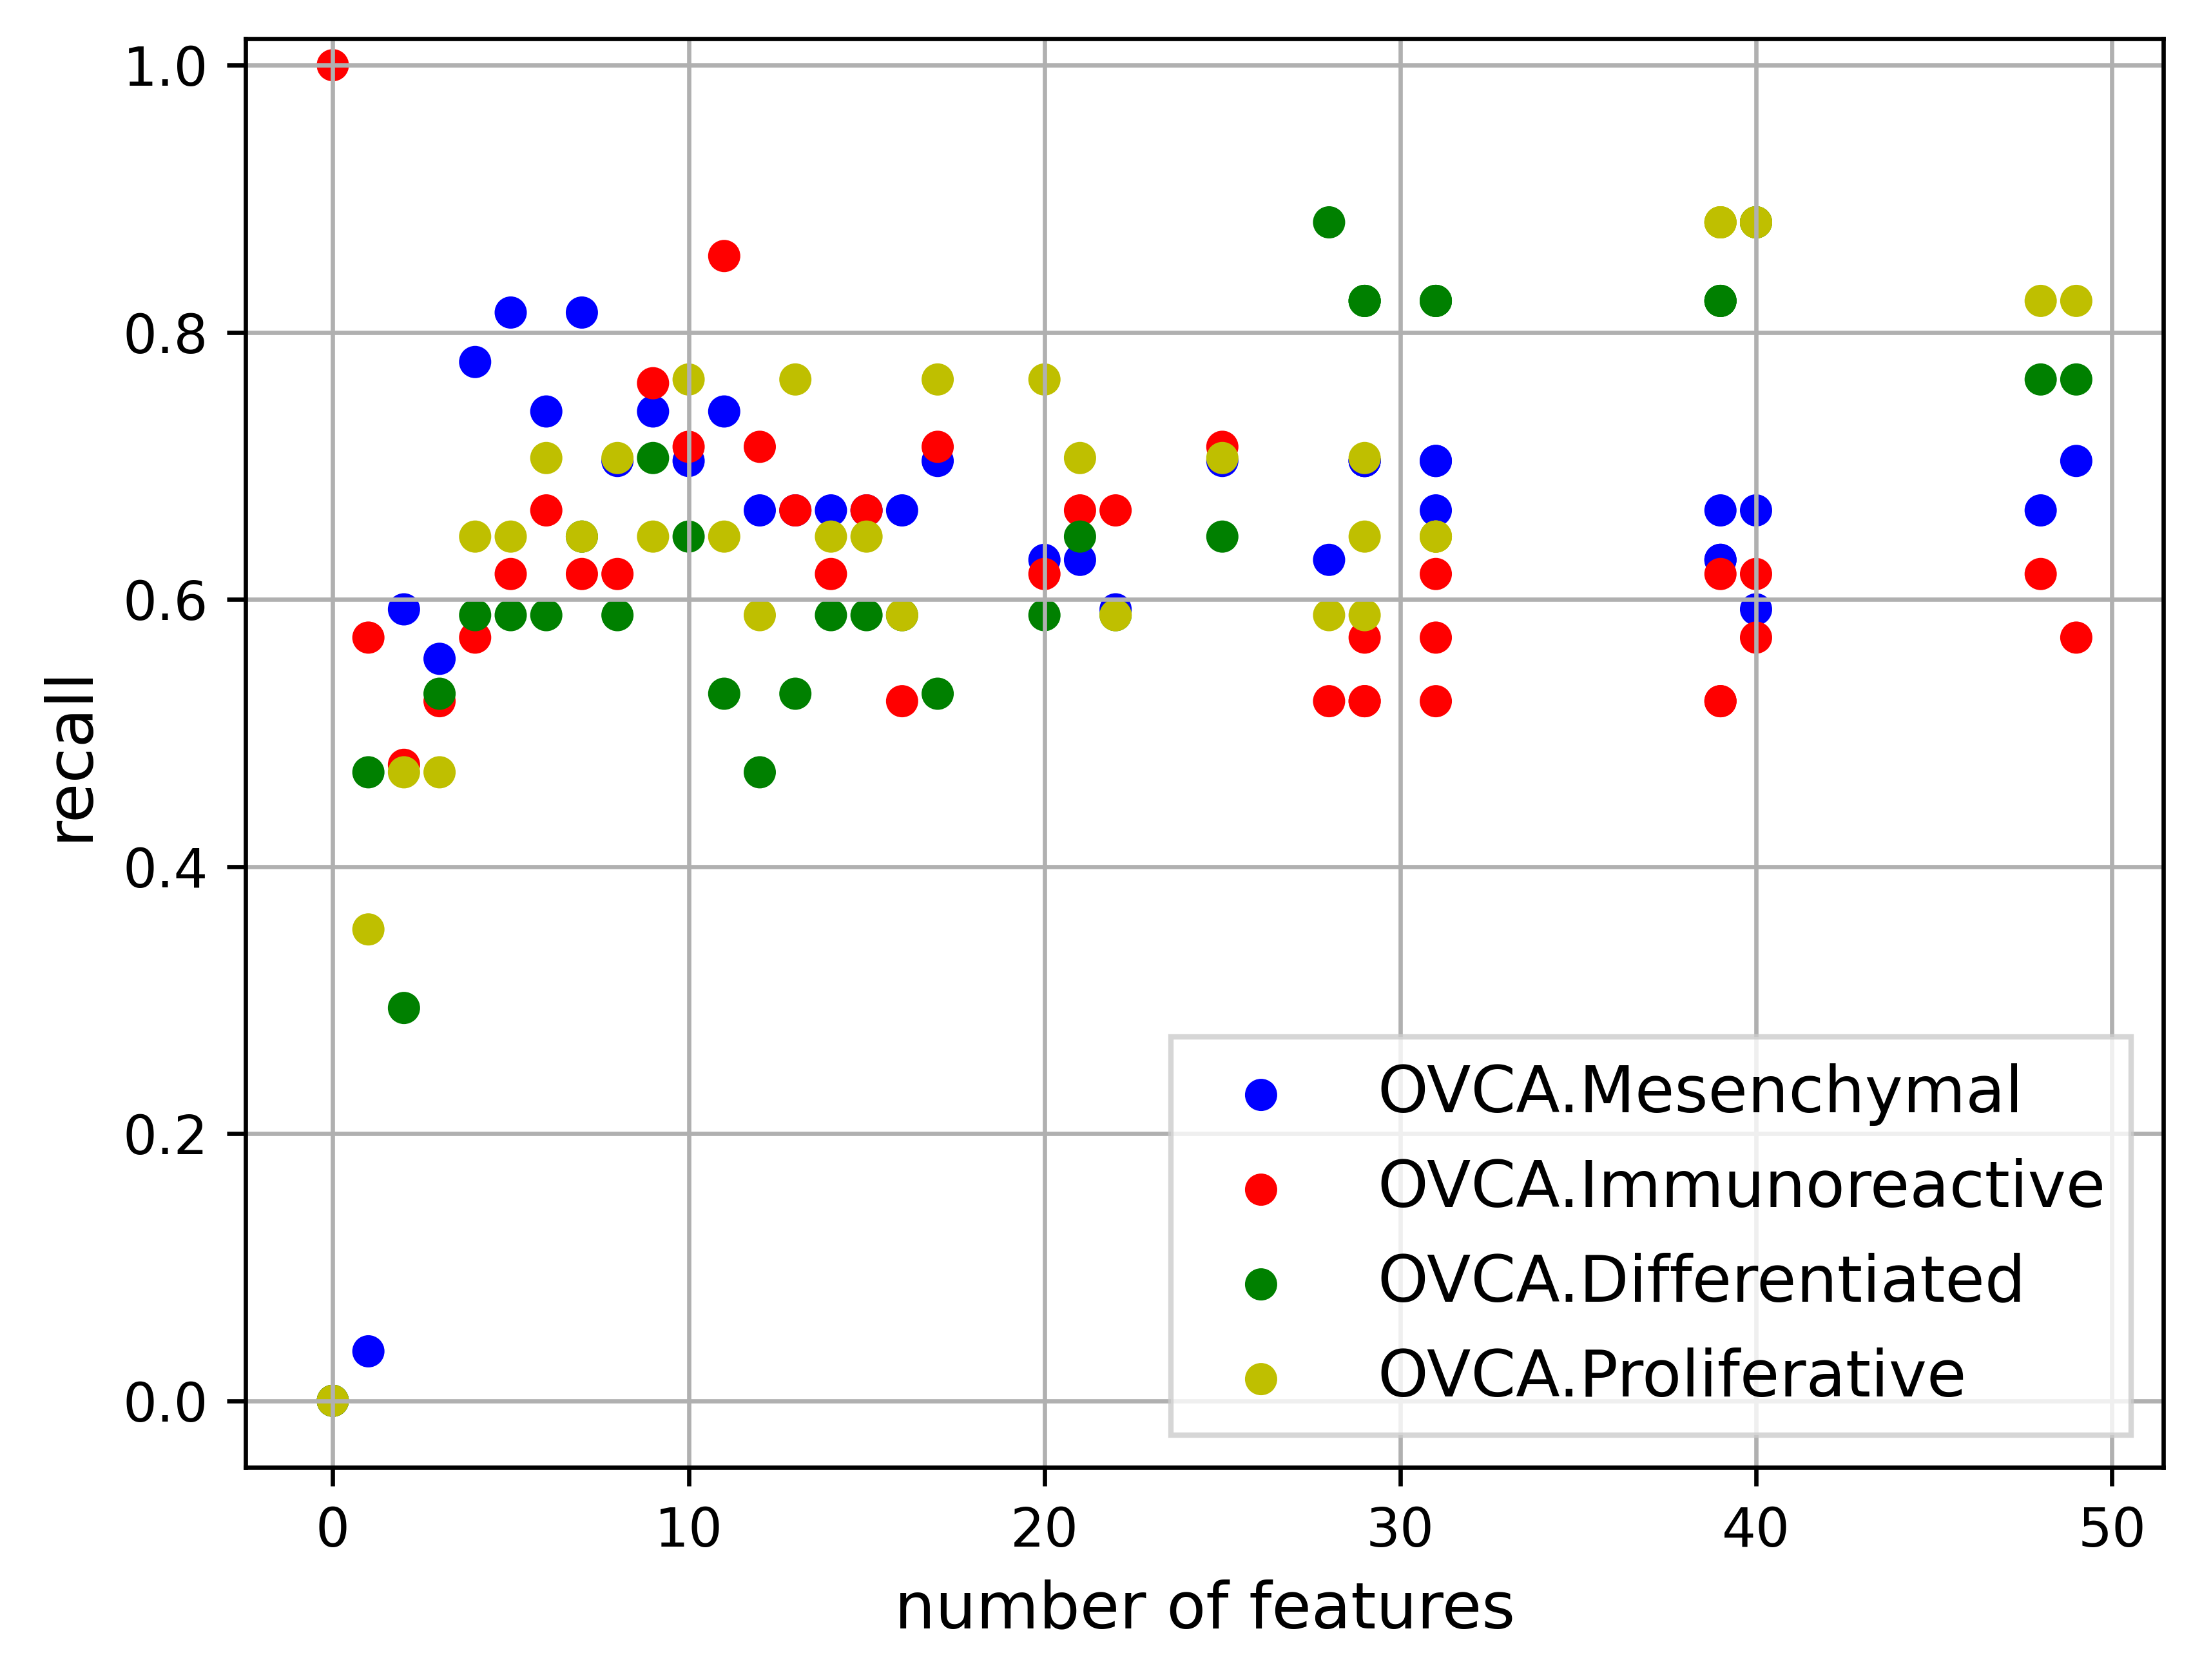 1.0
0.8
0.6
0.4
0.2
0.0
recall
0 10 20 30 40 50
number of features
OVCA.Mesenchymal
OVCA.Immunoreactive
OVCA.Differentiated
OVCA.Proliferative